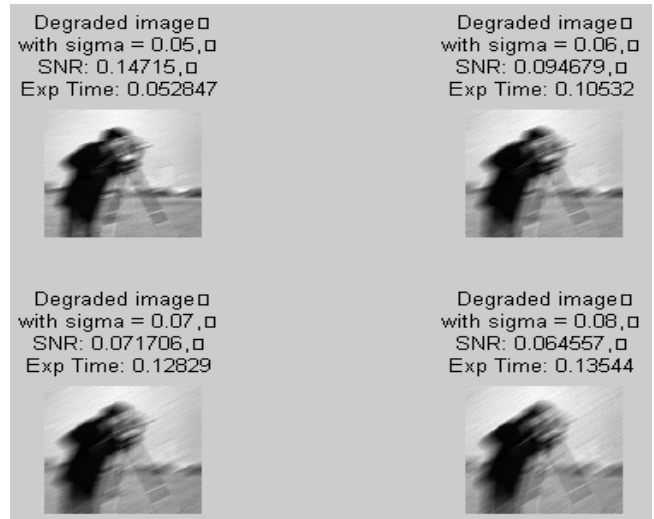 Degraded image□
with sigma = 0.05,□
SNR: 0.14715,□
Exp Time: 0.052847
Degraded image□
with sigma = 0.06,□
SNR: 0.094679,□
Exp Time: 0.10532
Degraded image□
with sigma = 0.07,□
SNR: 0.071706,□
Exp Time: 0.12829
Degraded image□
with sigma = 0.08,□
SNR: 0.064557,□
Exp Time: 0.13544